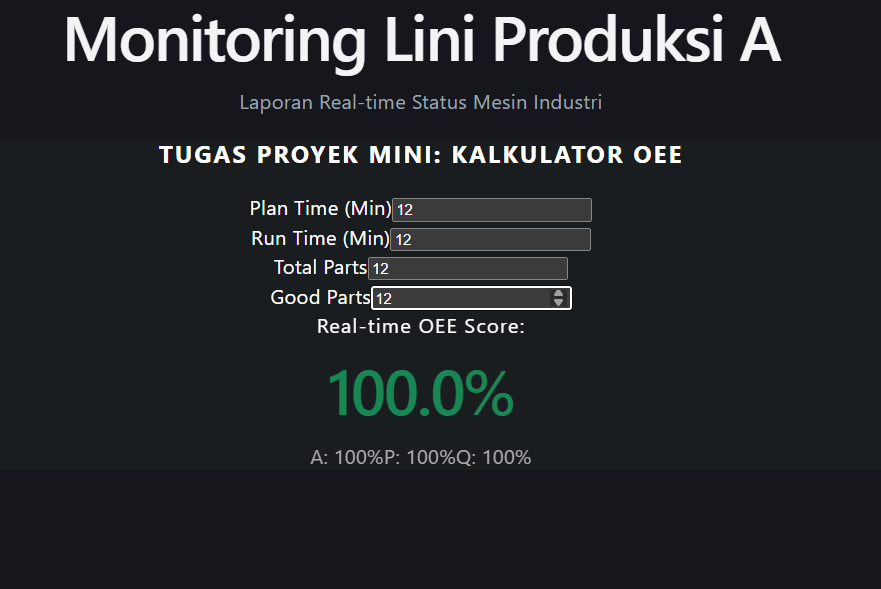 Monitoring Lini Produksi A
Laporan Real-time Status Mesin Industri
TUGAS PROYEK MINI: KALKULATOR OEE
Plan Time (Min) 12
Run Time (Min) 12
Total Parts 12
Good Parts 12
Real-time OEE Score:
100.0%
A: 100%P: 100%Q: 100%